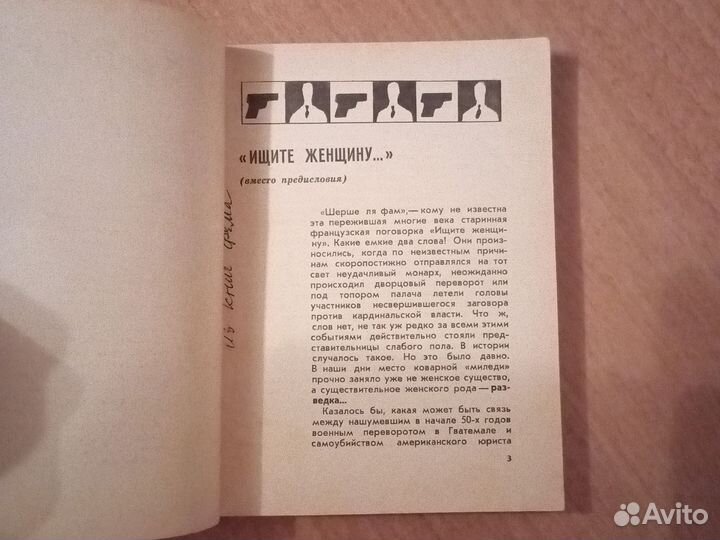 «ИЩИТЕ ЖЕНЩИНУ...»
(вместо предисловия)
«Шерше ля фам»,— кому не известна
эта пережившая многие века старинная
французская поговорка «Ищите женщи-
ну». Какие емкие два слова! Они произ-
носились, когда по неизвестным причи-
нам скоропостижно отправлялся на тот
свет неудачливый монарх, неожиданно
происходил дворцовый переворот или
под топором палача летели головы
участников несвершившегося заговора
против кардинальской власти. Что ж,
слов нет, не так уж редко за всеми этими
событиями действительно стояли пред-
ставительницы слабого пола. В истории
случалось такое. Но это было давно.
В наши дни место коварной «миледи»
прочно заняло уже не женское существо,
а существительное женского рода — раз-
ведка...
Казалось бы, какая может быть связь
между нашумевшим в начале 50-х годов
военным переворотом в Гватемале и
самоубийством американского юриста
3
Из книг
Avito